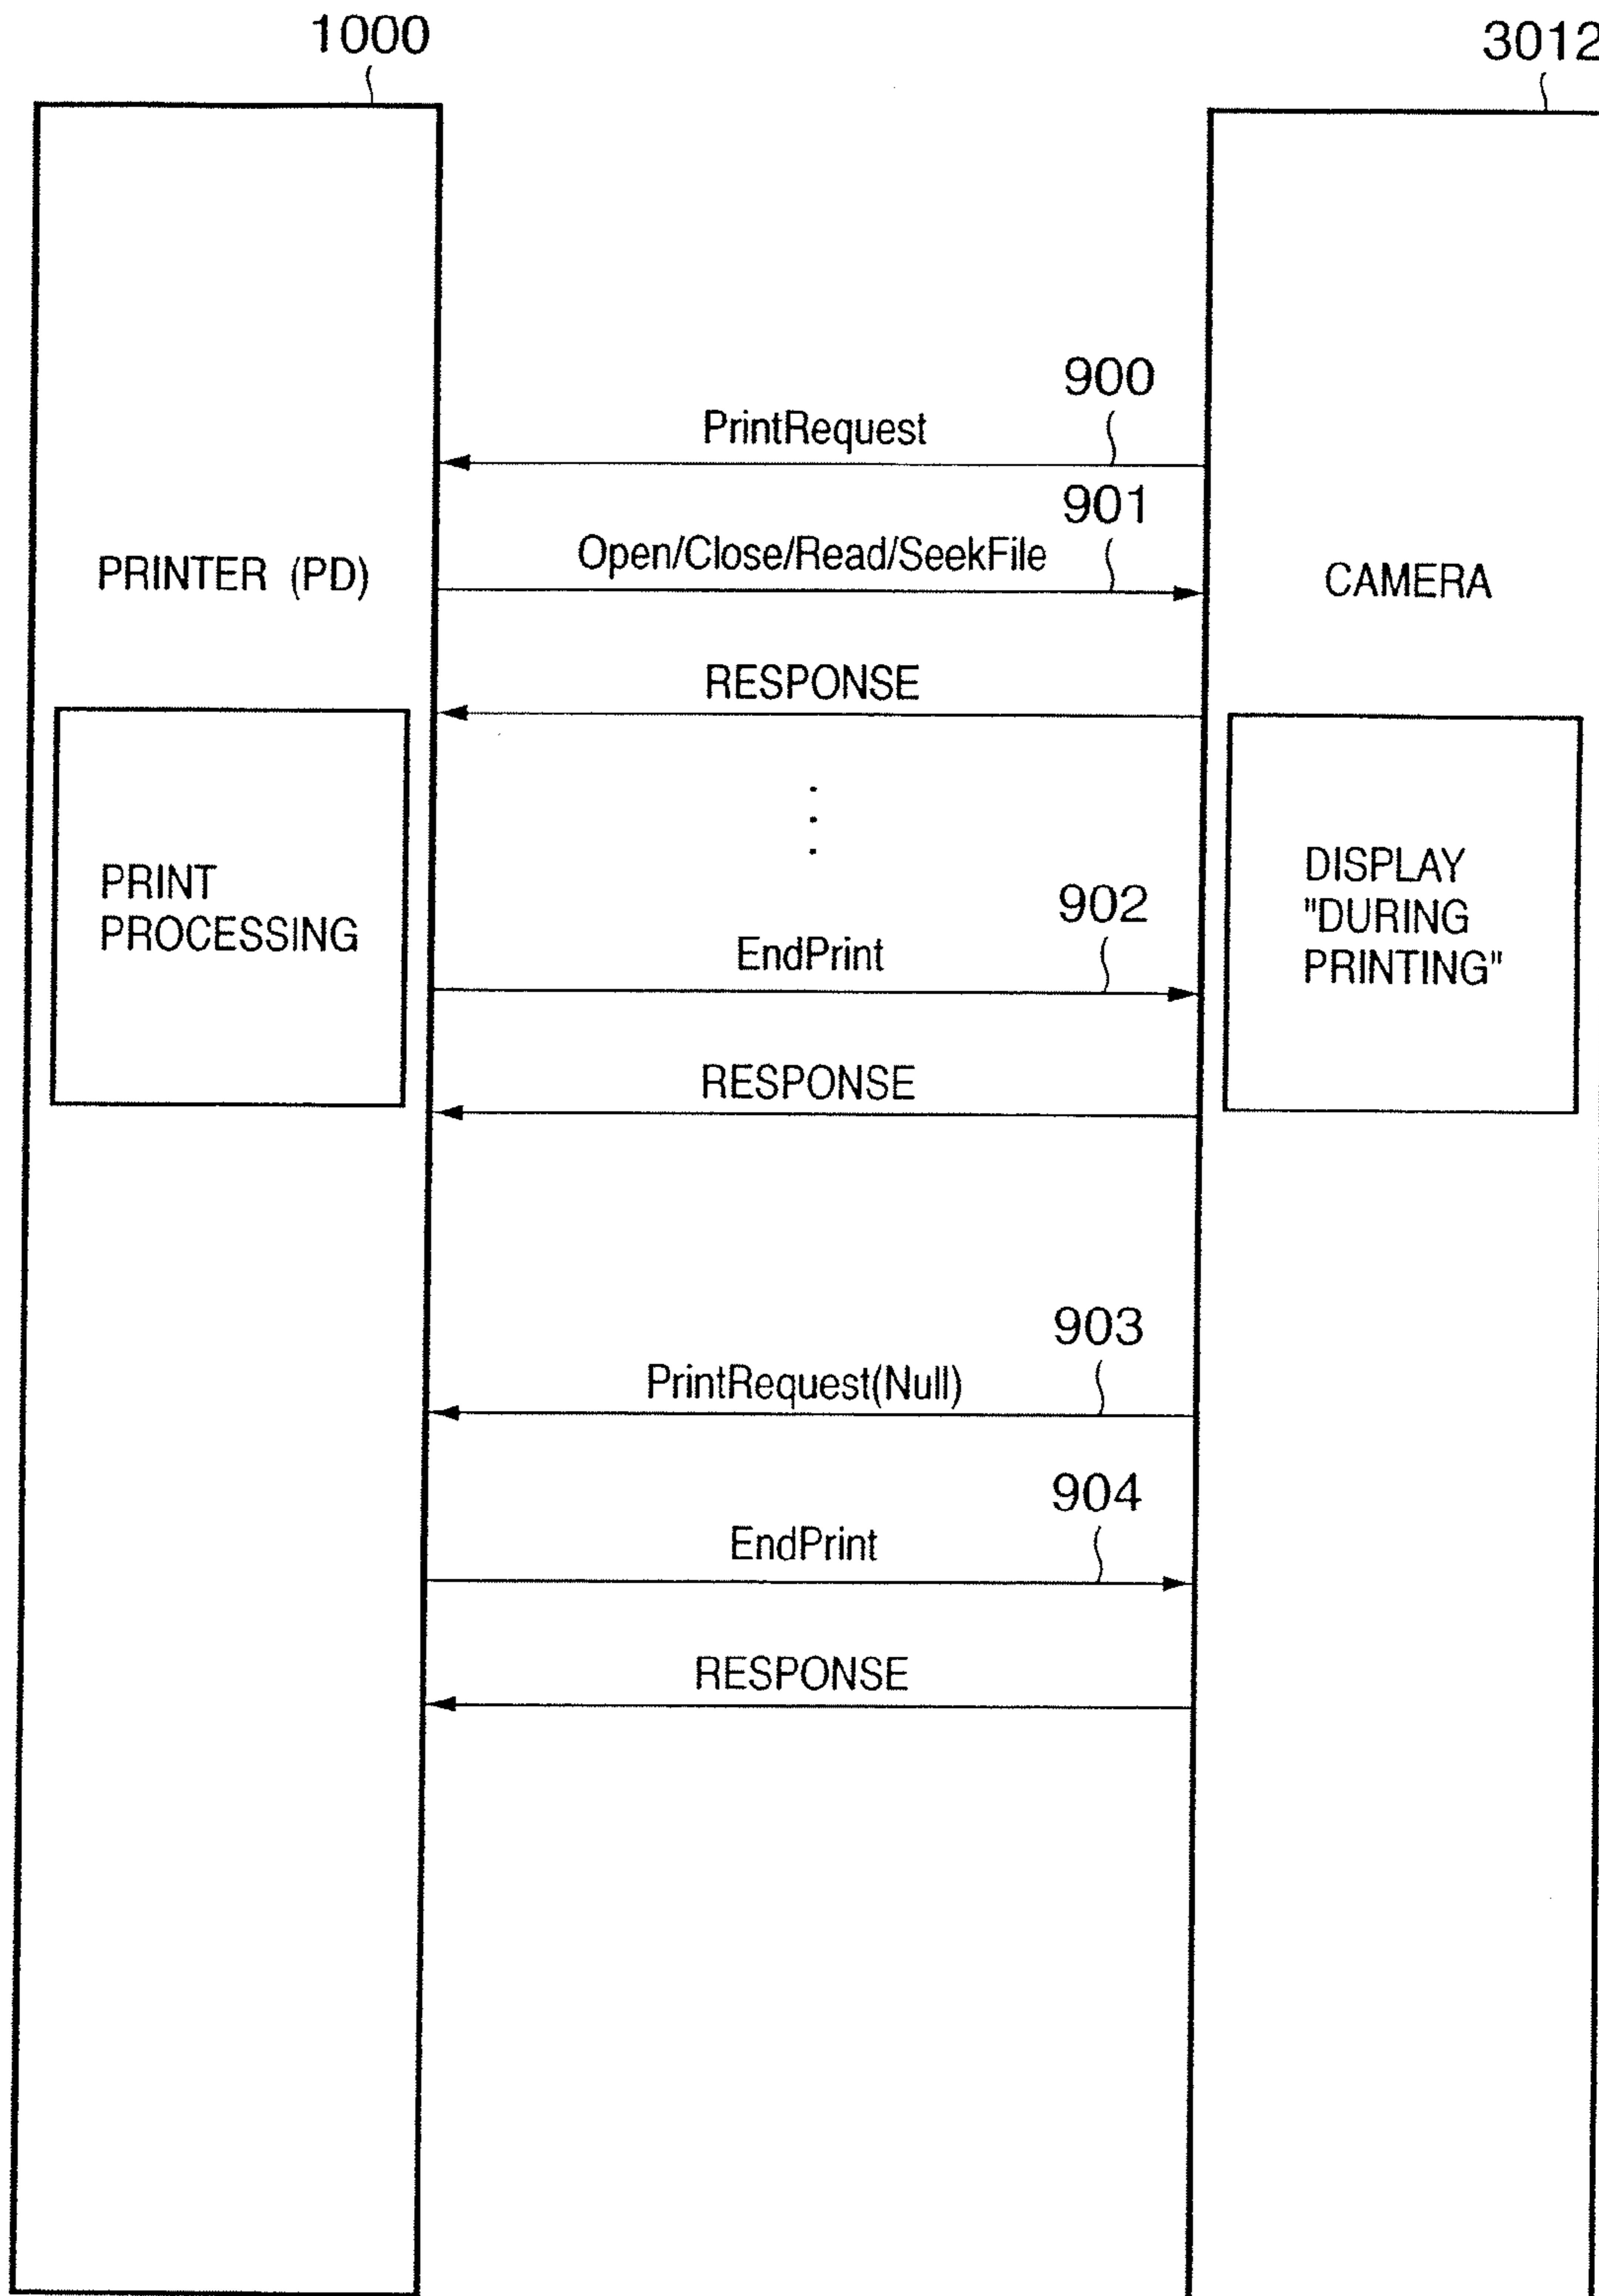 1000
3012
900
PrintRequest
901
Open/Close/Read/SeekFile
PRINTER (PD)
CAMERA
RESPONSE
PRINT
PROCESSING
DISPLAY
"DURING
PRINTING"
902
EndPrint
RESPONSE
903
PrintRequest(Null)
904
EndPrint
RESPONSE